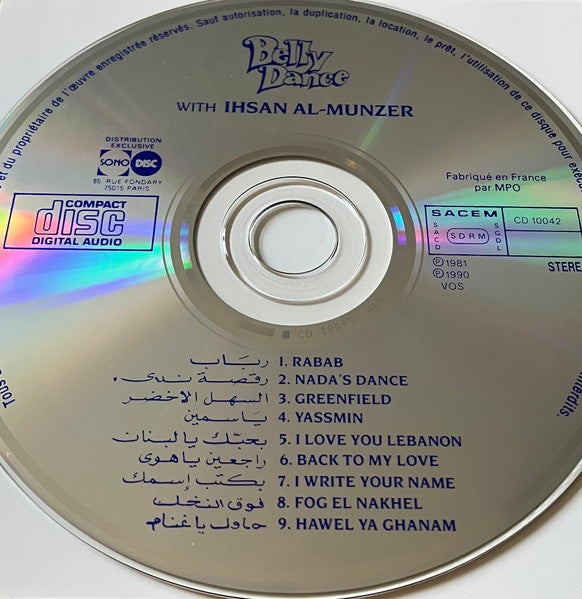 et du propriétaire de l'œuvre enregistrée réservés. Sauf autorisation, la duplication, la location, le prêt, l'utilisation de ce disque pour
Belly
Dance
WITH IHSAN AL-MUNZER
DISTRIBUTION
EXCLUSIVE
SONO DISC
85 RUE FONDARY
75015 PARIS
COMPACT
disc
DIGITAL AUDIO
Fabriqué en France
par MPO
SACEM
SACD
SDRM
SGDL
CD 10042
℗1981
℗1990
VOS
STERE
Tous
interdits.
رباب 1. RABAB
رقصة ندى 2. NADA'S DANCE
السهل الاخضر 3. GREENFIELD
ياسمين 4. YASSMIN
بحبّك يا لبنان 5. I LOVE YOU LEBANON
راجعين يا هوى 6. BACK TO MY LOVE
بكتب إسمك 7. I WRITE YOUR NAME
فوق النخل 8. FOG EL NAKHEL
حاول يا غنام 9. HAWEL YA GHANAM